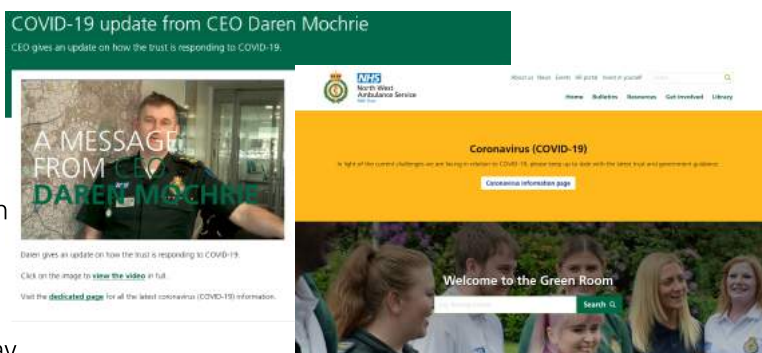 COVID-19 update from CEO Daren Mochrie
CEO gives an update on how the trust is responding to COVID-19.
A MESSAGE
FROM CEO
DAREN MOCHRIE
Daren gives an update on how the trust is responding to COVID-19.
Click on the image to view the video in full.
Visit the dedicated page for all the latest coronavirus (COVID-19) information.
NHS
North West
Ambulance Service
NHS Trust
About us News Events HR portal Invest in yourself
Home Bulletins Resources Get involved Library
Coronavirus (COVID-19)
In light of the current challenges we are facing in relation to COVID-19, please keep up to date with the latest trust and government guidance.
Coronavirus information page
Welcome to the Green Room
Search